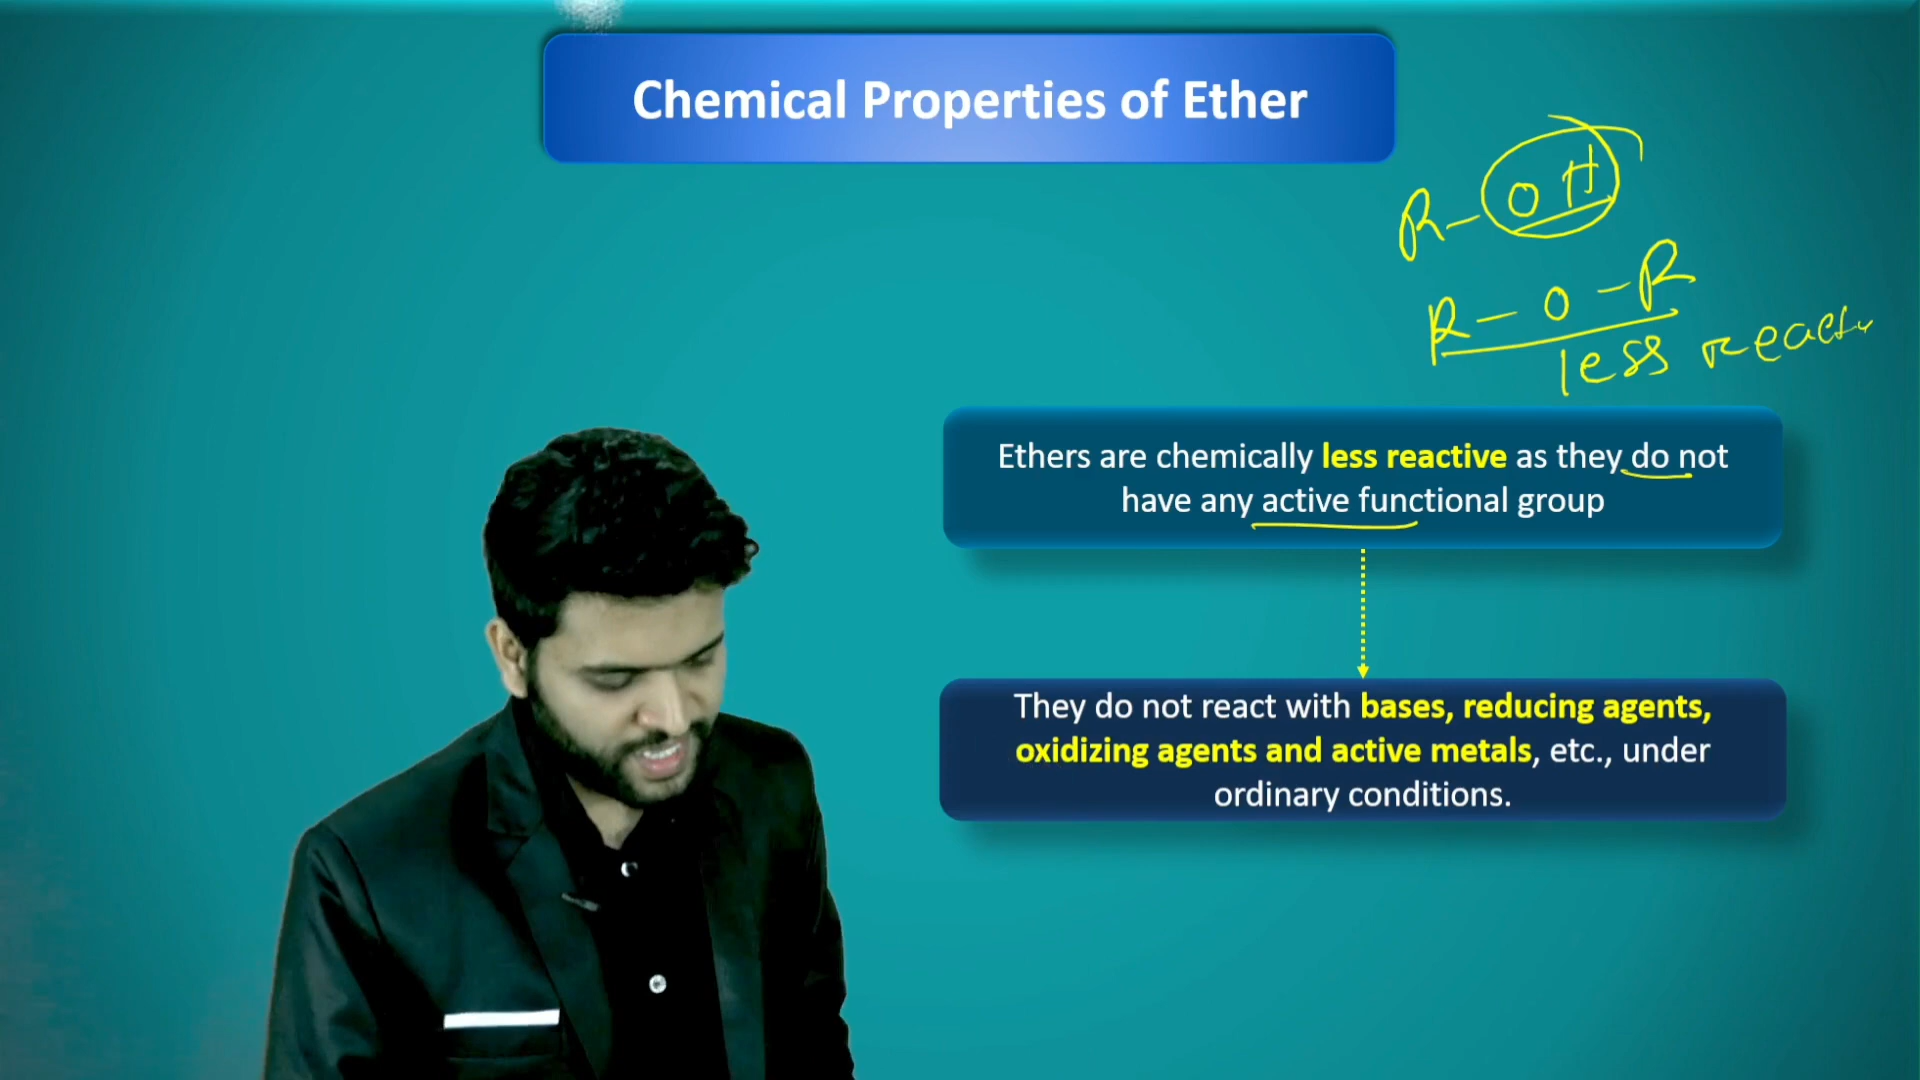 Chemical Properties of Ether
R-OH
R-O-R
less
Ethers are chemically less reactive as they do not
have any active functional group
They do not react with bases, reducing agents,
oxidizing agents and active metals, etc., under
ordinary conditions.